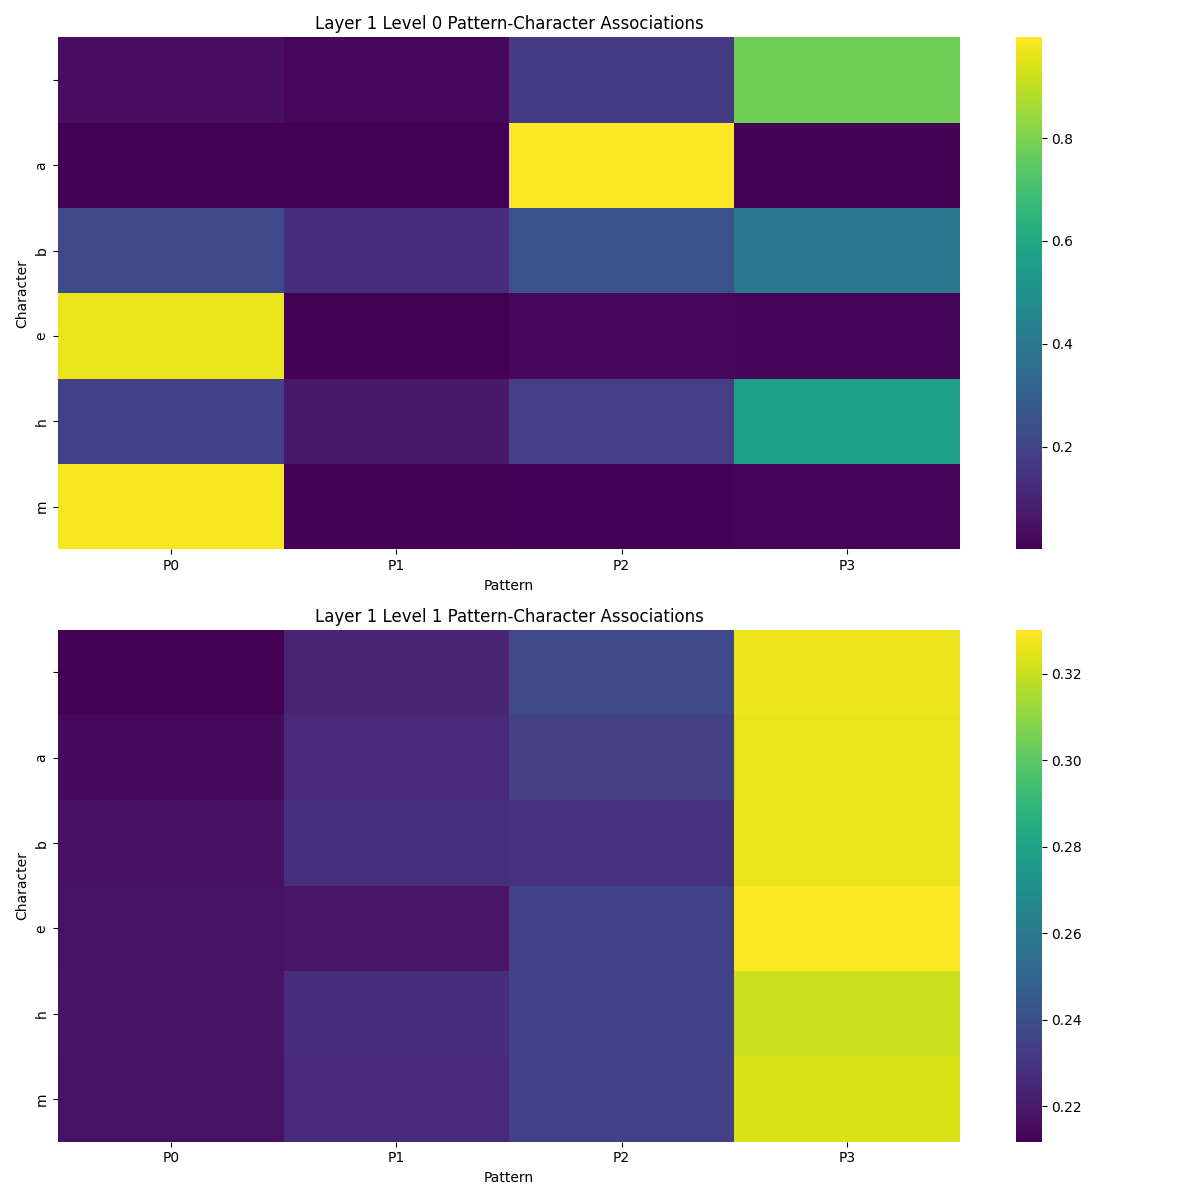 Layer 1 Level 0 Pattern-Character Associations
Character
a
b
e
h
m
P0 P1 P2 P3
Pattern
0.8
0.6
0.4
0.2
Layer 1 Level 1 Pattern-Character Associations
Character
a
b
e
h
m
P0 P1 P2 P3
Pattern
0.32
0.30
0.28
0.26
0.24
0.22